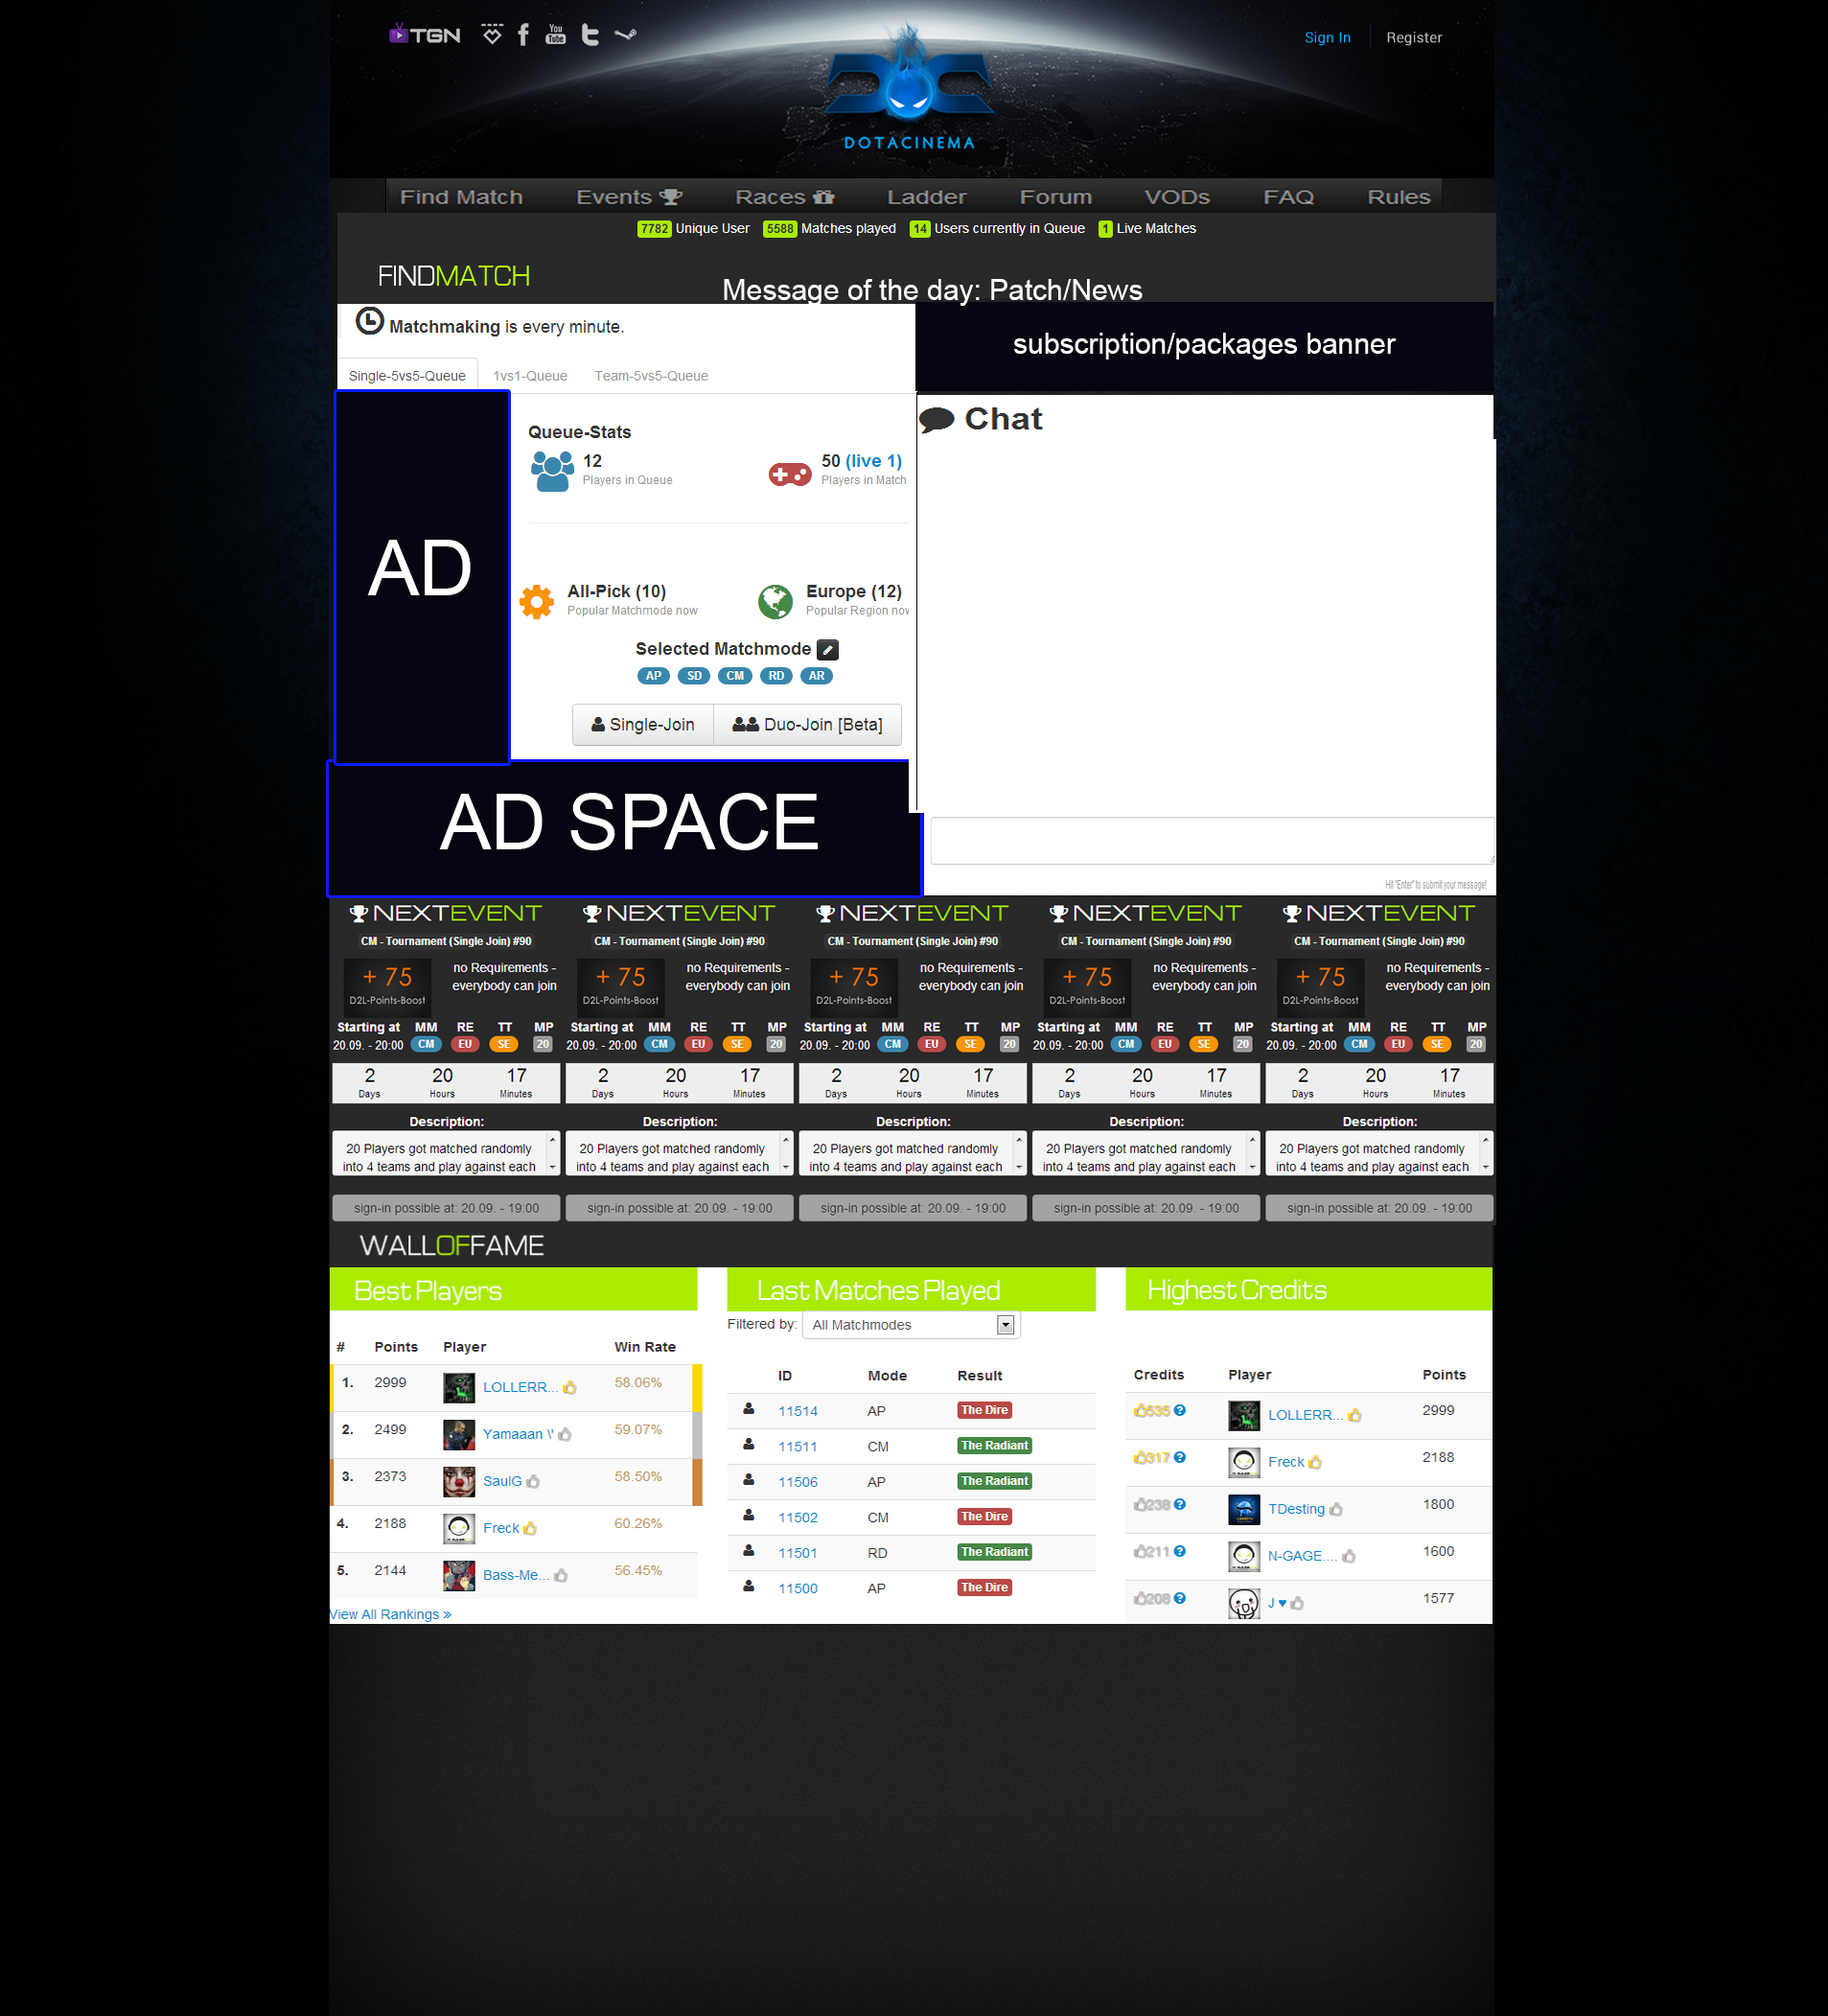 TGN
You
Tube
Sign In
Register
DOTACINEMA
Find Match Events Races Ladder Forum VODs FAQ Rules
7782 Unique User 5588 Matches played 14 Users currently in Queue 1 Live Matches
FINDMATCH
Message of the day: Patch/News
Matchmaking is every minute.
subscription/packages banner
Single-5vs5-Queue 1vs1-Queue Team-5vs5-Queue
Chat
Queue-Stats
12
Players in Queue
50 (live 1)
Players in Match
AD
All-Pick (10)
Popular Matchmode now
Europe (12)
Popular Region nov
Selected Matchmode
AP SD CM RD AR
Single-Join Duo-Join [Beta]
AD SPACE
Hit "Enter" to submit your message!
NEXTEVENT NEXTEVENT NEXTEVENT NEXTEVENT NEXTEVENT
CM - Tournament (Single Join) #90 CM - Tournament (Single Join) #90 CM - Tournament (Single Join) #90 CM - Tournament (Single Join) #90 CM - Tournament (Single Join) #90
+ 75 no Requirements - + 75 no Requirements - + 75 no Requirements - + 75 no Requirements - + 75 no Requirements -
D2L-Points-Boost everybody can join D2L-Points-Boost everybody can join D2L-Points-Boost everybody can join D2L-Points-Boost everybody can join D2L-Points-Boost everybody can join
Starting at MM RE TT MP Starting at MM RE TT MP Starting at MM RE TT MP Starting at MM RE TT MP Starting at MM RE TT MP
20.09. - 20:00 CM EU SE 20 20.09. - 20:00 CM EU SE 20 20.09. - 20:00 CM EU SE 20 20.09. - 20:00 CM EU SE 20 20.09. - 20:00 CM EU SE 20
2 20 17 2 20 17 2 20 17 2 20 17 2 20 17
Days Hours Minutes Days Hours Minutes Days Hours Minutes Days Hours Minutes Days Hours Minutes
Description: Description: Description: Description: Description:
20 Players got matched randomly 20 Players got matched randomly 20 Players got matched randomly 20 Players got matched randomly 20 Players got matched randomly
into 4 teams and play against each into 4 teams and play against each into 4 teams and play against each into 4 teams and play against each into 4 teams and play against each
sign-in possible at: 20.09. - 19:00 sign-in possible at: 20.09. - 19:00 sign-in possible at: 20.09. - 19:00 sign-in possible at: 20.09. - 19:00 sign-in possible at: 20.09. - 19:00
WALLOFFAME
Best Players
# Points Player Win Rate
1. 2999 LOLLERR... 58.06%
2. 2499 Yamaaan \' 59.07%
3. 2373 SaulG 58.50%
4. 2188 Freck 60.26%
5. 2144 Bass-Me... 56.45%
View All Rankings »
Last Matches Played
Filtered by: All Matchmodes
ID Mode Result
11514 AP The Dire
11511 CM The Radiant
11506 AP The Radiant
11502 CM The Dire
11501 RD The Radiant
11500 AP The Dire
Highest Credits
Credits Player Points
535 LOLLERR... 2999
317 Freck 2188
238 TDesting 1800
211 N-GAGE.... 1600
208 J ♥ 1577